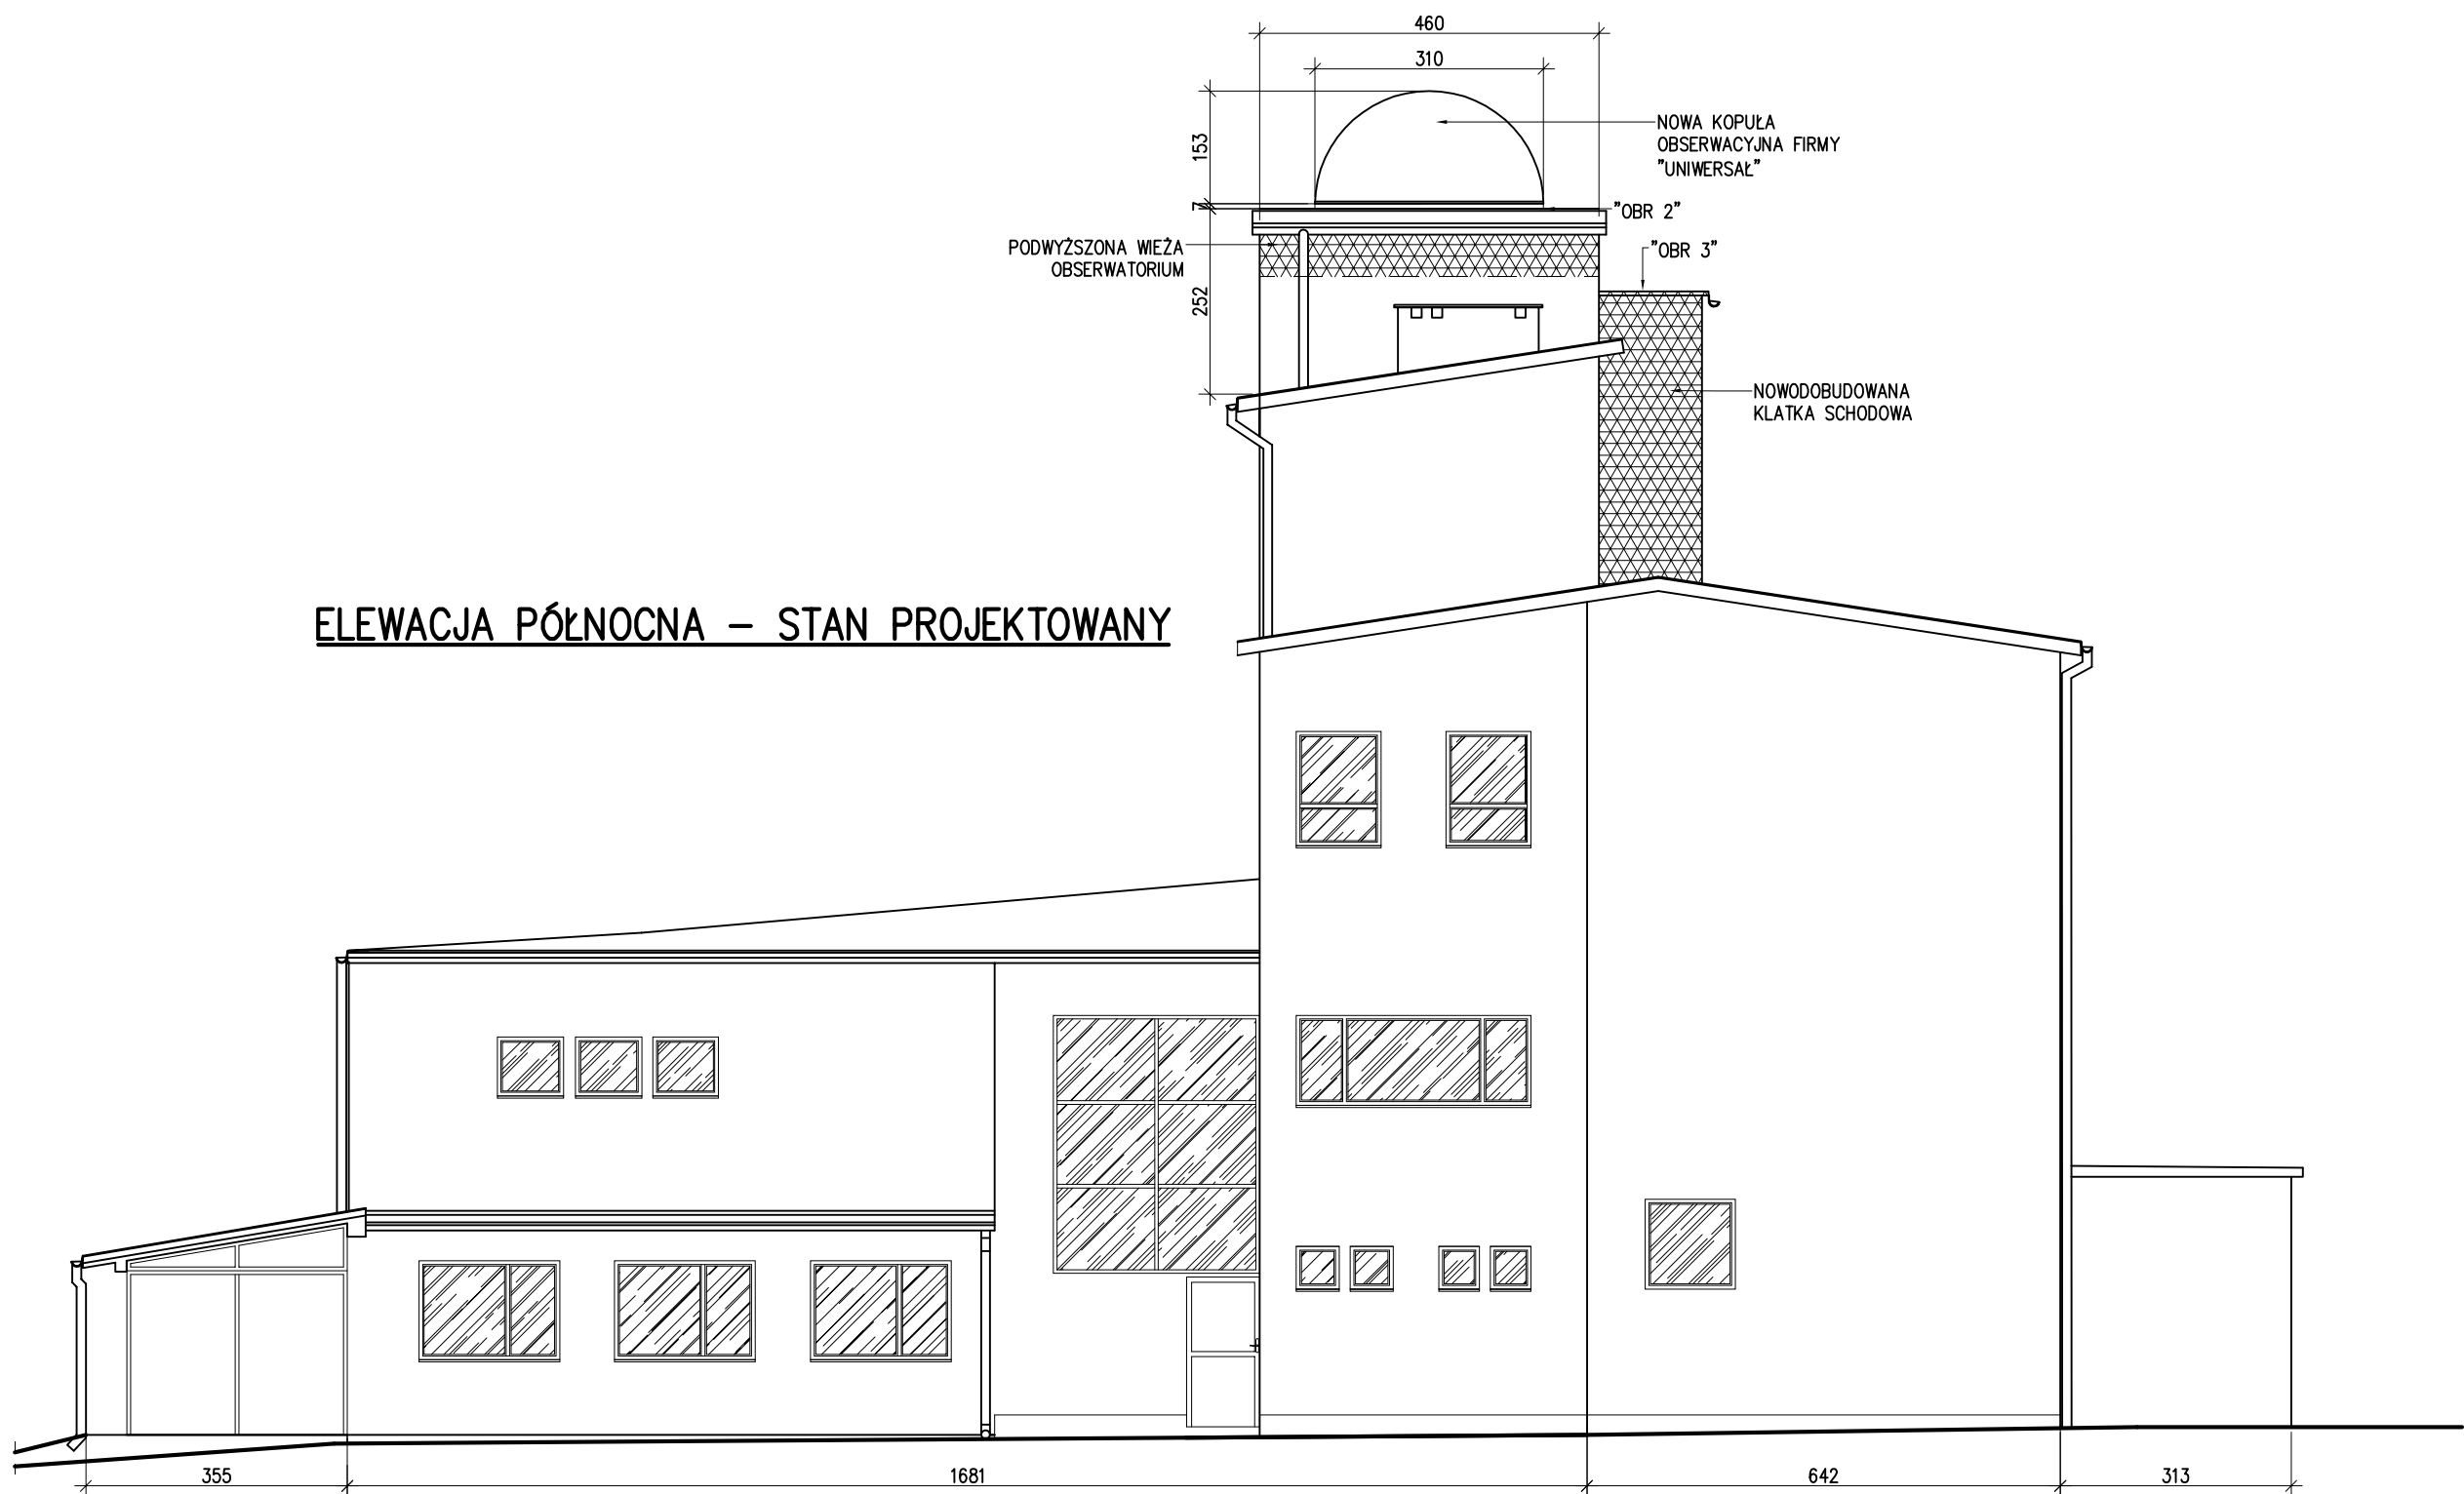 460
310
153
7
252
NOWA KOPUŁA
OBSERWACYJNA FIRMY
"UNIWERSAŁ"
"OBR 2"
"OBR 3"
PODWYŻSZONA WIEŻA
OBSERWATORIUM
NOWODOBUDOWANA
KLATKA SCHODOWA
ELEWACJA PÓŁNOCNA – STAN PROJEKTOWANY
355
1681
642
313